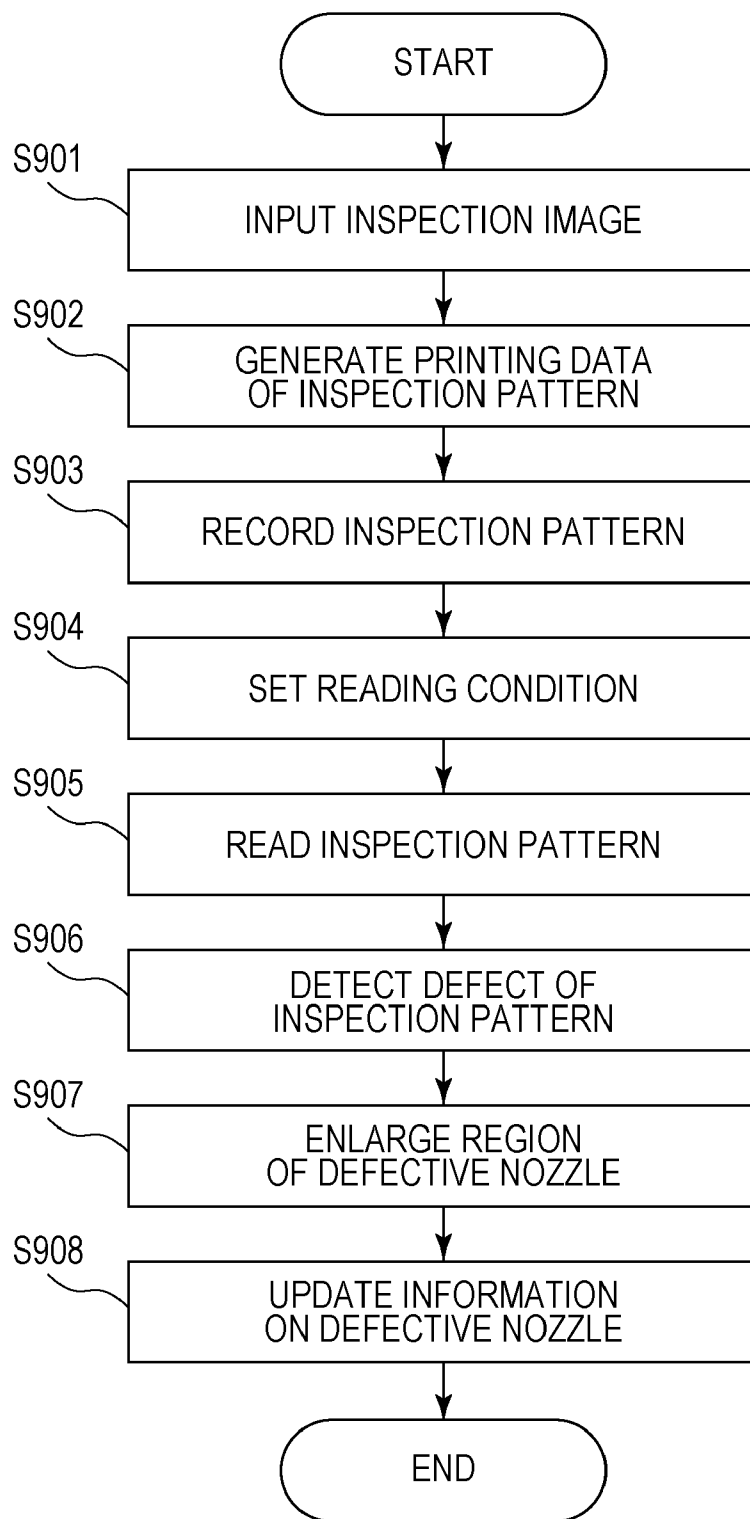 START
S901
INPUT INSPECTION IMAGE
S902
GENERATE PRINTING DATA
OF INSPECTION PATTERN
S903
RECORD INSPECTION PATTERN
S904
SET READING CONDITION
S905
READ INSPECTION PATTERN
S906
DETECT DEFECT OF
INSPECTION PATTERN
S907
ENLARGE REGION
OF DEFECTIVE NOZZLE
S908
UPDATE INFORMATION
ON DEFECTIVE NOZZLE
END